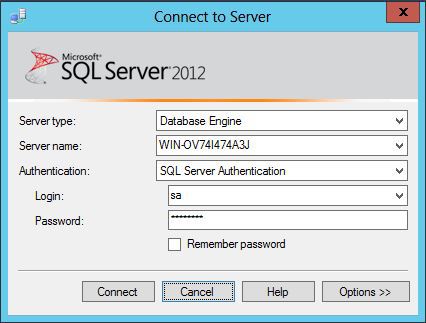 Connect to Server
Microsoft
SQL Server 2012
Server type: Database Engine
Server name: WIN-OV74I474A3J
Authentication: SQL Server Authentication
Login: sa
Password: ********
Remember password
Connect Cancel Help Options >>